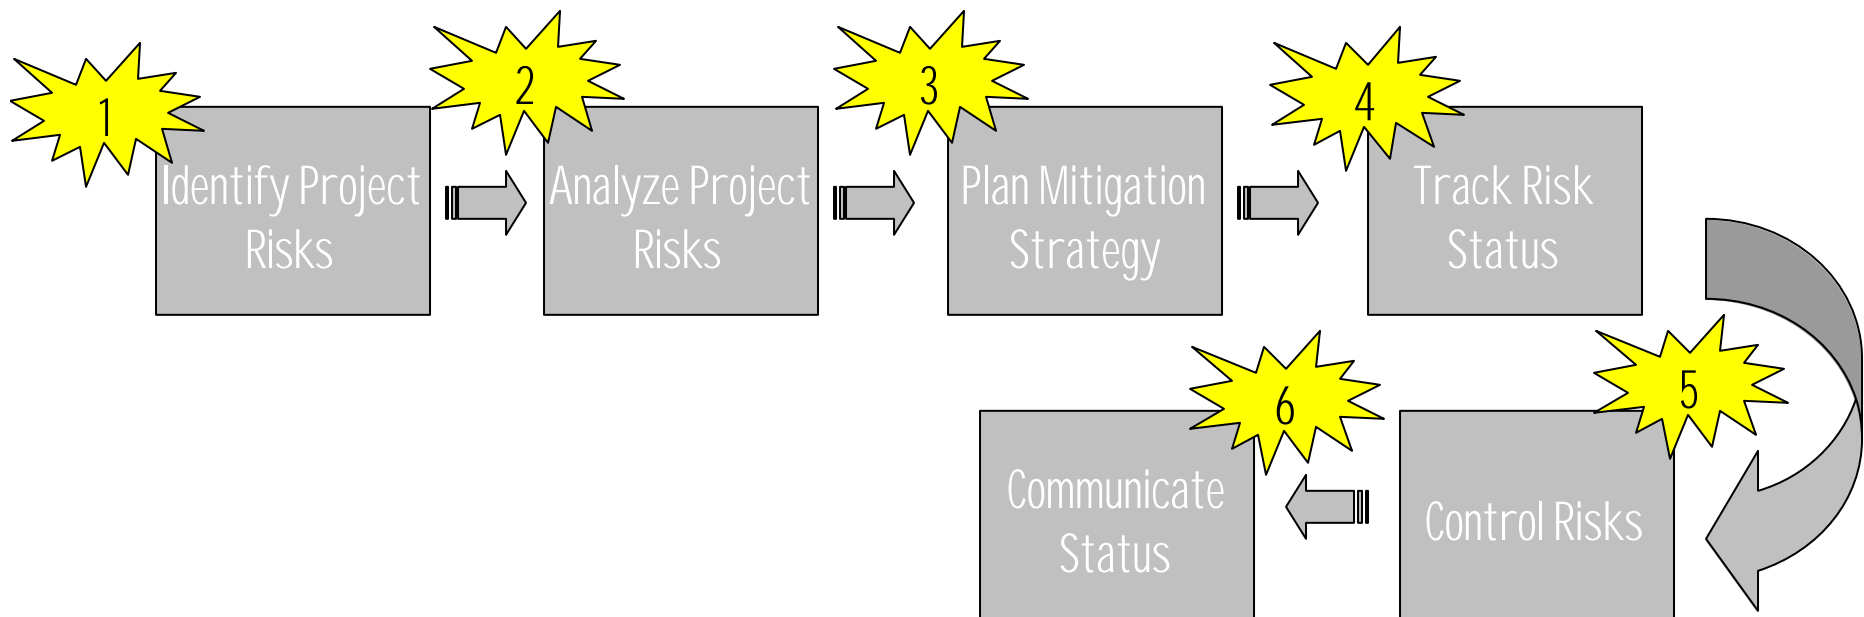 1
Identify Project
Risks
2
Analyze Project
Risks
3
Plan Mitigation
Strategy
4
Track Risk
Status
5
Control Risks
6
Communicate
Status